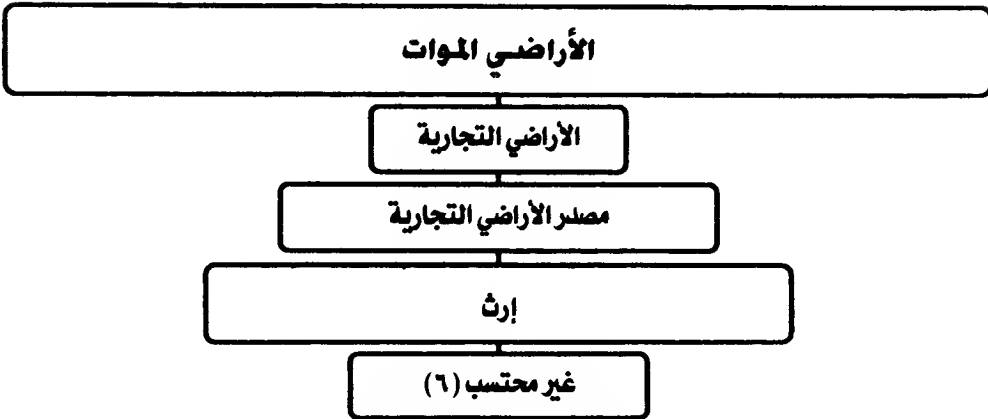 الأراضي الموات
الأراضي التجارية
مصدر الأراضي التجارية
إرث
غير محتسب (٦)